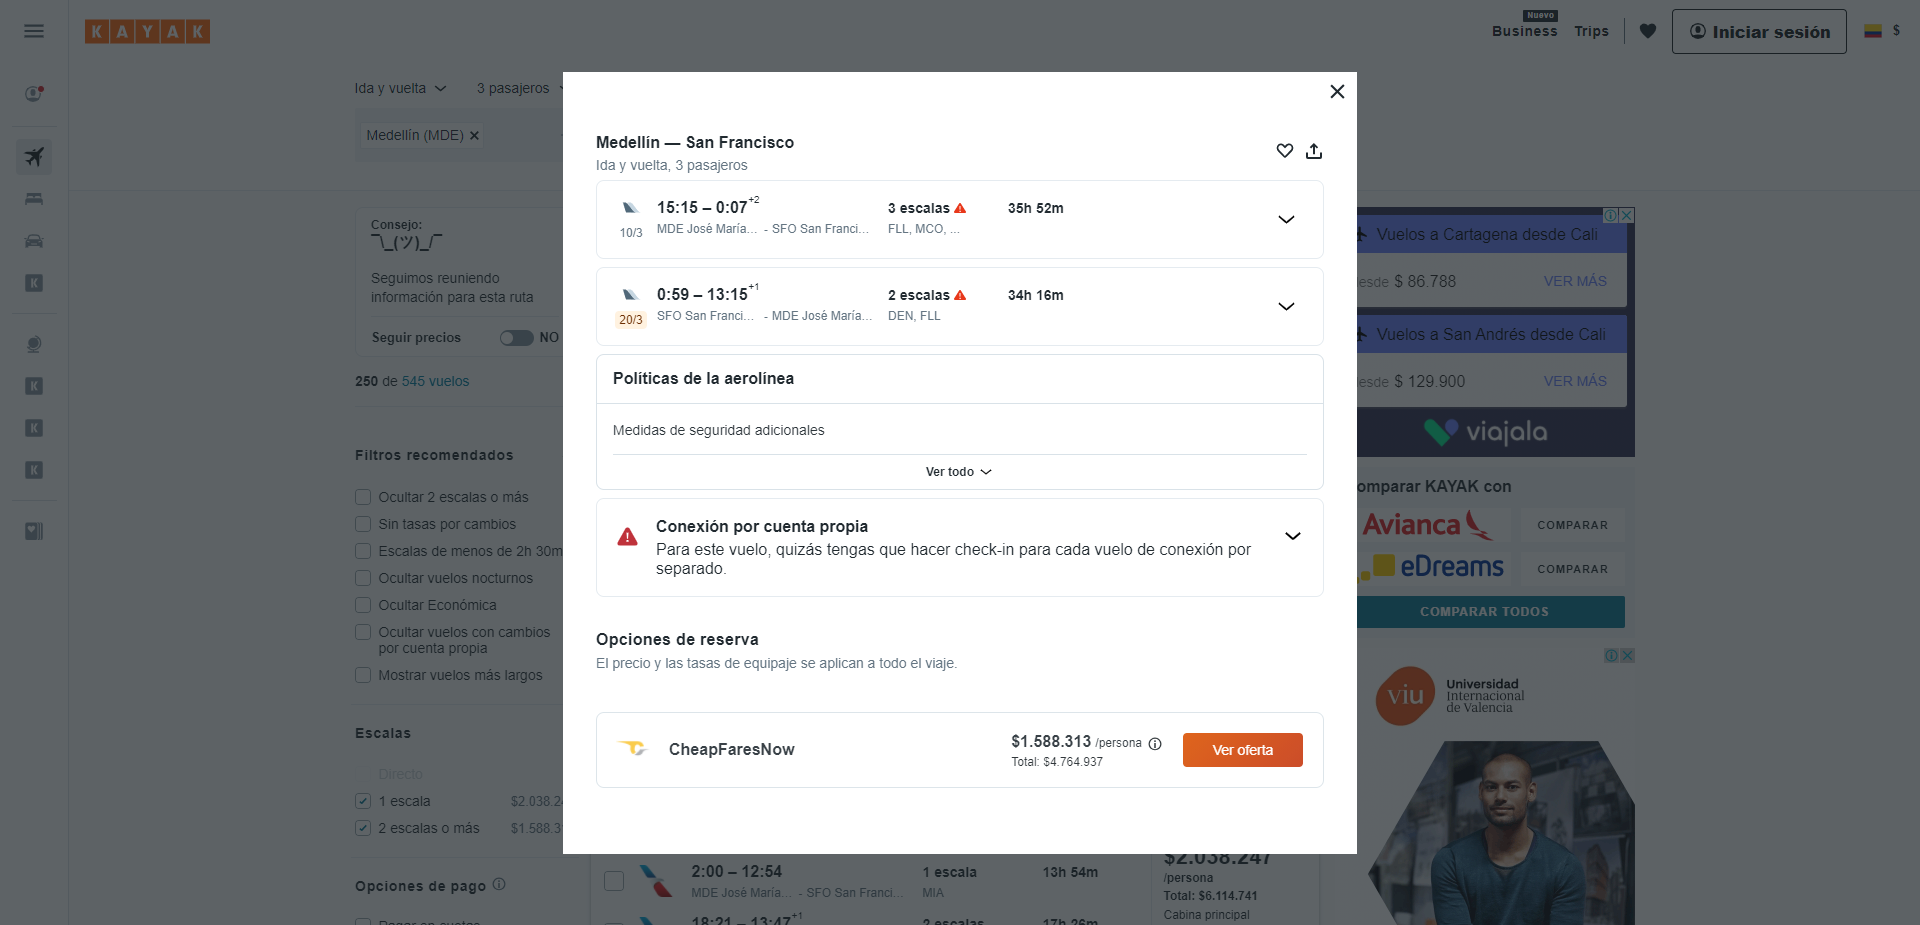 KAYAK
Nuevo
Business
Trips
Iniciar sesión
$
Ida y vuelta
3 pasajeros
Medellín (MDE)
Consejo:
¯\_(ツ)_/¯
Seguimos reuniendo
información para esta ruta
Seguir precios
NO
250 de 545 vuelos
Filtros recomendados
Ocultar 2 escalas o más
Sin tasas por cambios
Escalas de menos de 2h 30m
Ocultar vuelos nocturnos
Ocultar Económica
Ocultar vuelos con cambios
por cuenta propia
Mostrar vuelos más largos
Escalas
Directo
1 escala
$2.038.24
2 escalas o más
$1.588.3
Opciones de pago
Medellín — San Francisco
Ida y vuelta, 3 pasajeros
15:15 – 0:07+2
3 escalas
35h 52m
10/3
MDE José María... - SFO San Franci...
FLL, MCO, ...
0:59 – 13:15+1
2 escalas
34h 16m
20/3
SFO San Franci... - MDE José María...
DEN, FLL
Políticas de la aerolínea
Medidas de seguridad adicionales
Ver todo
Conexión por cuenta propia
Para este vuelo, quizás tengas que hacer check-in para cada vuelo de conexión por
separado.
Opciones de reserva
El precio y las tasas de equipaje se aplican a todo el viaje.
CheapFaresNow
$1.588.313 /persona
Total: $4.764.937
Ver oferta
2:00 – 12:54
1 escala
13h 54m
MDE José María... - SFO San Franci...
MIA
18:21 – 13:47+1
2 escalas
17h 26m
$2.038.247
/persona
Total: $6.114.741
Cabina principal
Vuelos a Cartagena desde Cali
esde $ 86.788
VER MÁS
Vuelos a San Andrés desde Cali
esde $ 129.900
VER MÁS
viajala
omparar KAYAK con
Avianca
COMPARAR
eDreams
COMPARAR
COMPARAR TODOS
viu
Universidad
Internacional
de Valencia